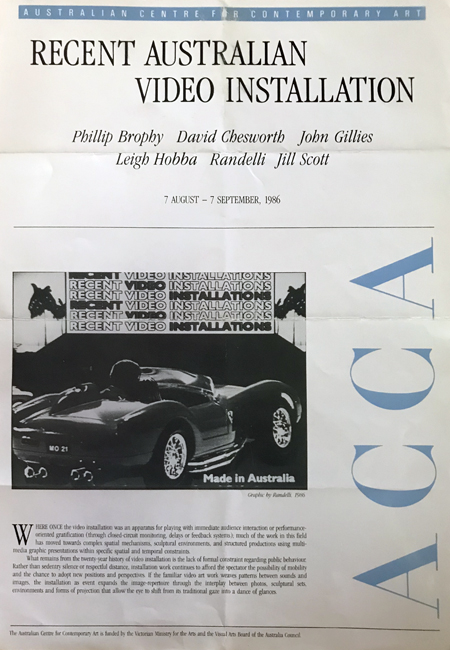 AUSTRALIAN CENTRE FOR CONTEMPORARY ART
RECENT AUSTRALIAN
VIDEO INSTALLATION
Phillip Brophy David Chesworth John Gillies
Leigh Hobba Randelli Jill Scott
7 AUGUST – 7 SEPTEMBER, 1986
RECENT VIDEO INSTALLATIONS
RECENT VIDEO INSTALLATIONS
RECENT VIDEO INSTALLATIONS
RECENT VIDEO INSTALLATIONS
RECENT VIDEO INSTALLATIONS
RECENT VIDEO INSTALLATIONS
MO 21
Made in Australia
Graphic by Randelli. 1986
ACCA
WHERE ONCE the video installation was an apparatus for playing with immediate audience interaction or performance-
oriented gratification (through closed-circuit monitoring, delays or feedback systems); much of the work in this field
has moved towards complex spatial mechanisms, sculptural environments, and structured productions using multi-
media graphic presentations within specific spatial and temporal constraints.
What remains from the twenty-year history of video installation is the lack of formal constraint regarding public behaviour.
Rather than sedentry silence or respectful distance, installation work continues to afford the spectator the possibility of mobility
and the chance to adopt new positions and perspectives. If the familiar video art work weaves patterns between sounds and
images, the installation as event expands the image-repertoire through the interplay between photos, sculptural sets,
environments and forms of projection that allow the eye to shift from its traditional gaze into a dance of glances.
The Australian Centre for Contemporary Art is funded by the Victorian Ministry for the Arts and the Visual Arts Board of the Australia Council.